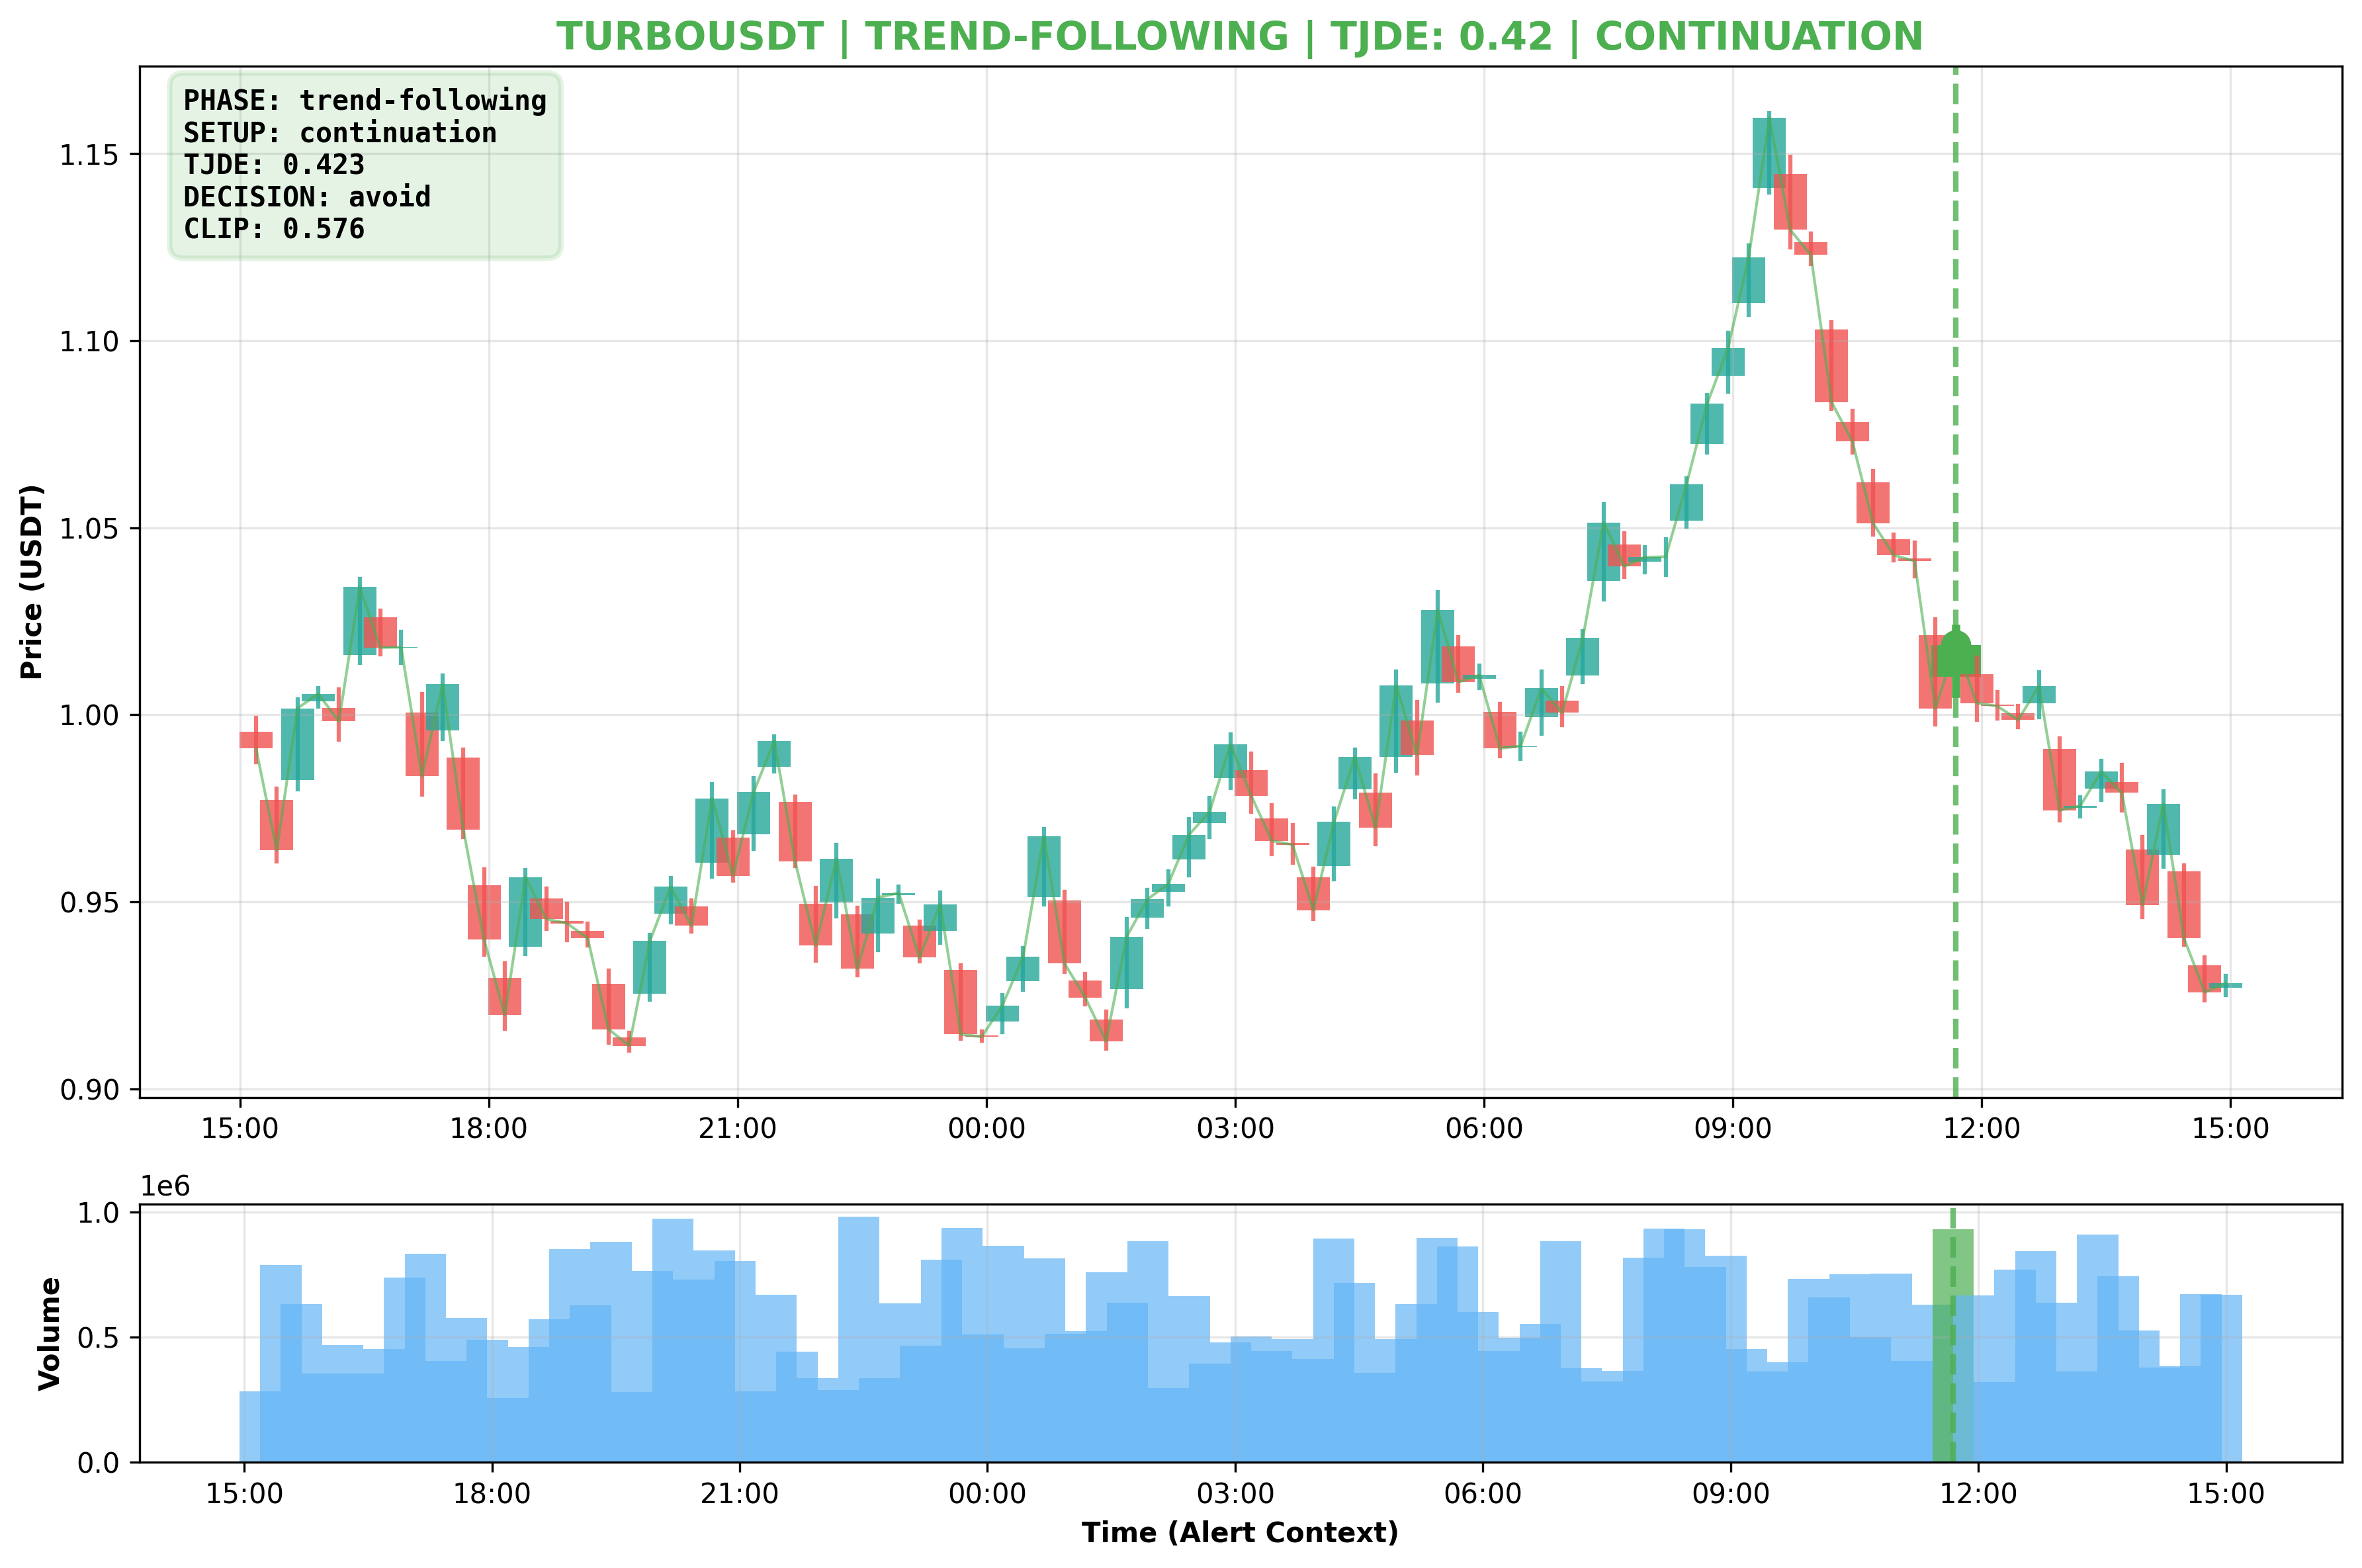 TURBOUSDT | TREND-FOLLOWING | TJDE: 0.42 | CONTINUATION
PHASE: trend-following
SETUP: continuation
TJDE: 0.423
DECISION: avoid
CLIP: 0.576
Price (USDT)
1.15
1.10
1.05
1.00
0.95
0.90
15:00 18:00 21:00 00:00 03:00 06:00 09:00 12:00 15:00
1e6
Volume
1.0
0.5
0.0
15:00 18:00 21:00 00:00 03:00 06:00 09:00 12:00 15:00
Time (Alert Context)